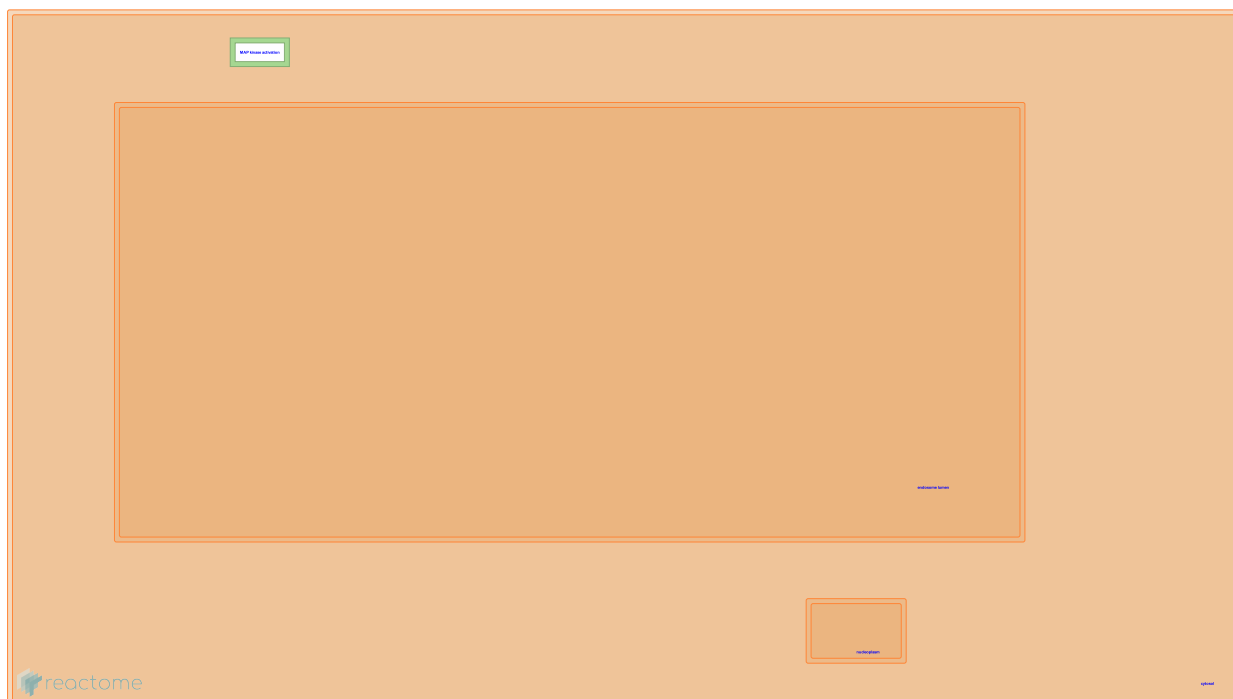 MAP kinase activation
endosome lumen
nucleoplasm
reactome
cytosol